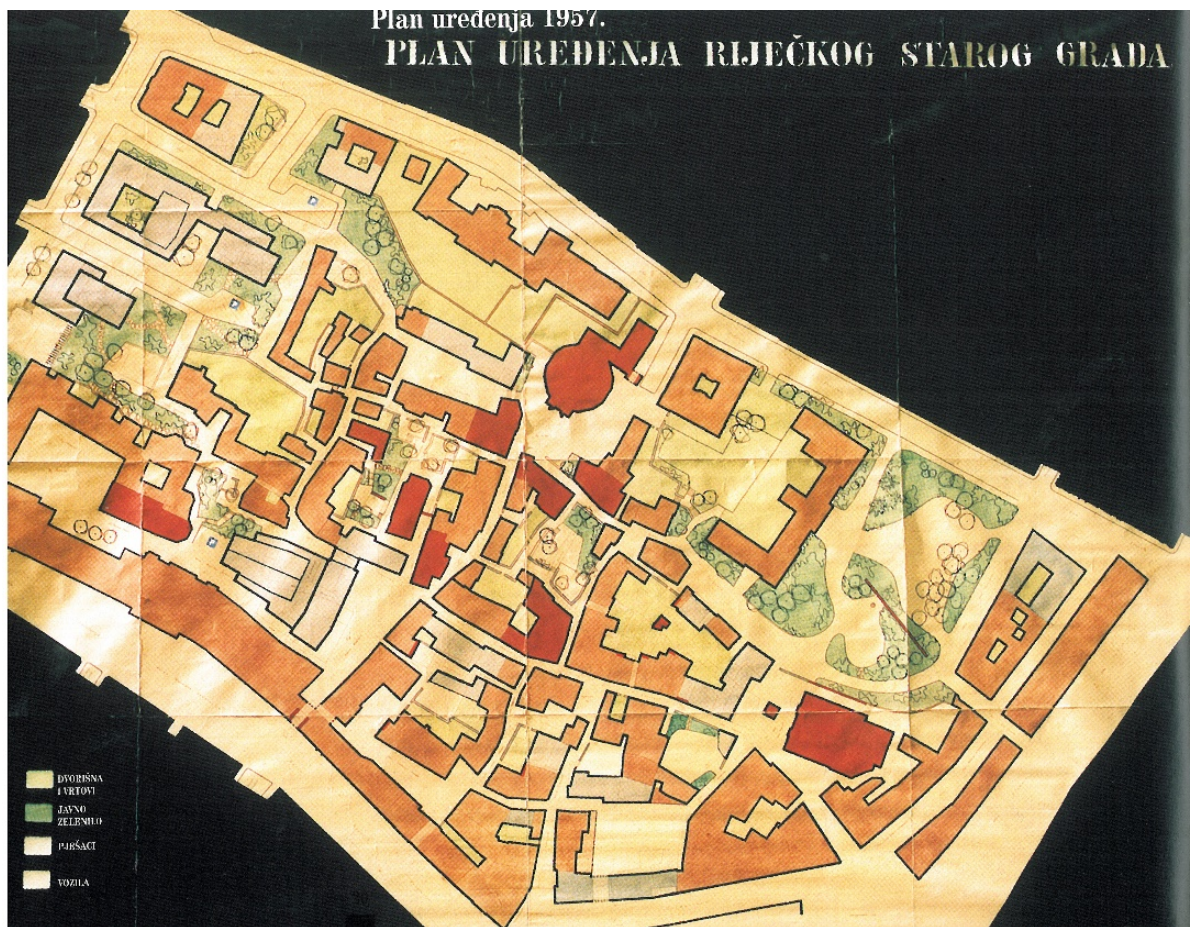 Plan uređenja 1957.
PLAN UREĐENJA RIJEČKOG STAROG GRADA
DVORIŠNA
I VRTOVI
JAVNO
ZELENILO
PJEŠACI
VOZILA